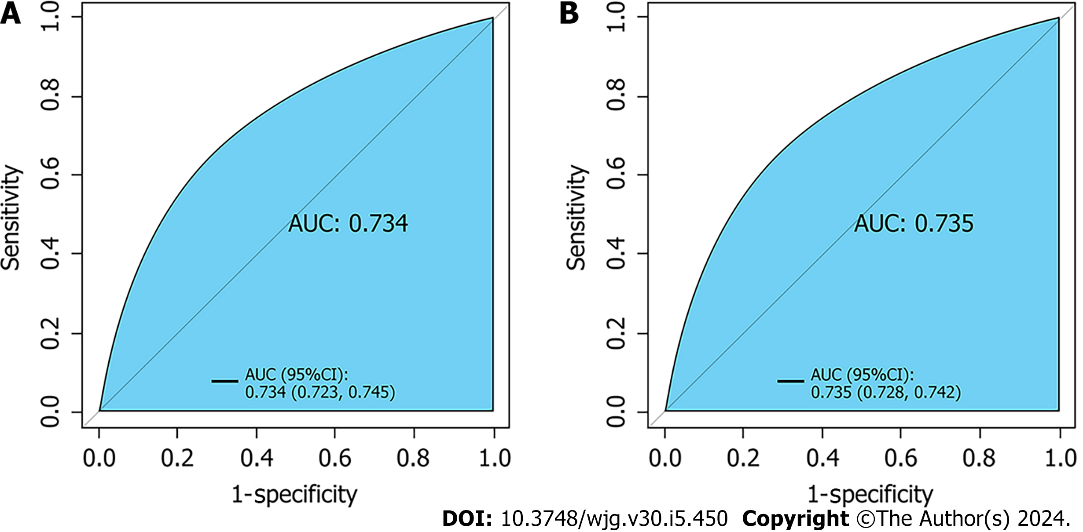 A
1.0
0.8
0.6
0.4
0.2
0.0
Sensitivity
AUC: 0.734
AUC (95%CI):
0.734 (0.723, 0.745)
0.0 0.2 0.4 0.6 0.8 1.0
1-specificity
B
1.0
0.8
0.6
0.4
0.2
0.0
Sensitivity
AUC: 0.735
AUC (95%CI):
0.735 (0.728, 0.742)
0.0 0.2 0.4 0.6 0.8 1.0
1-specificity
DOI: 10.3748/wjg.v30.i5.450 Copyright ©The Author(s) 2024.